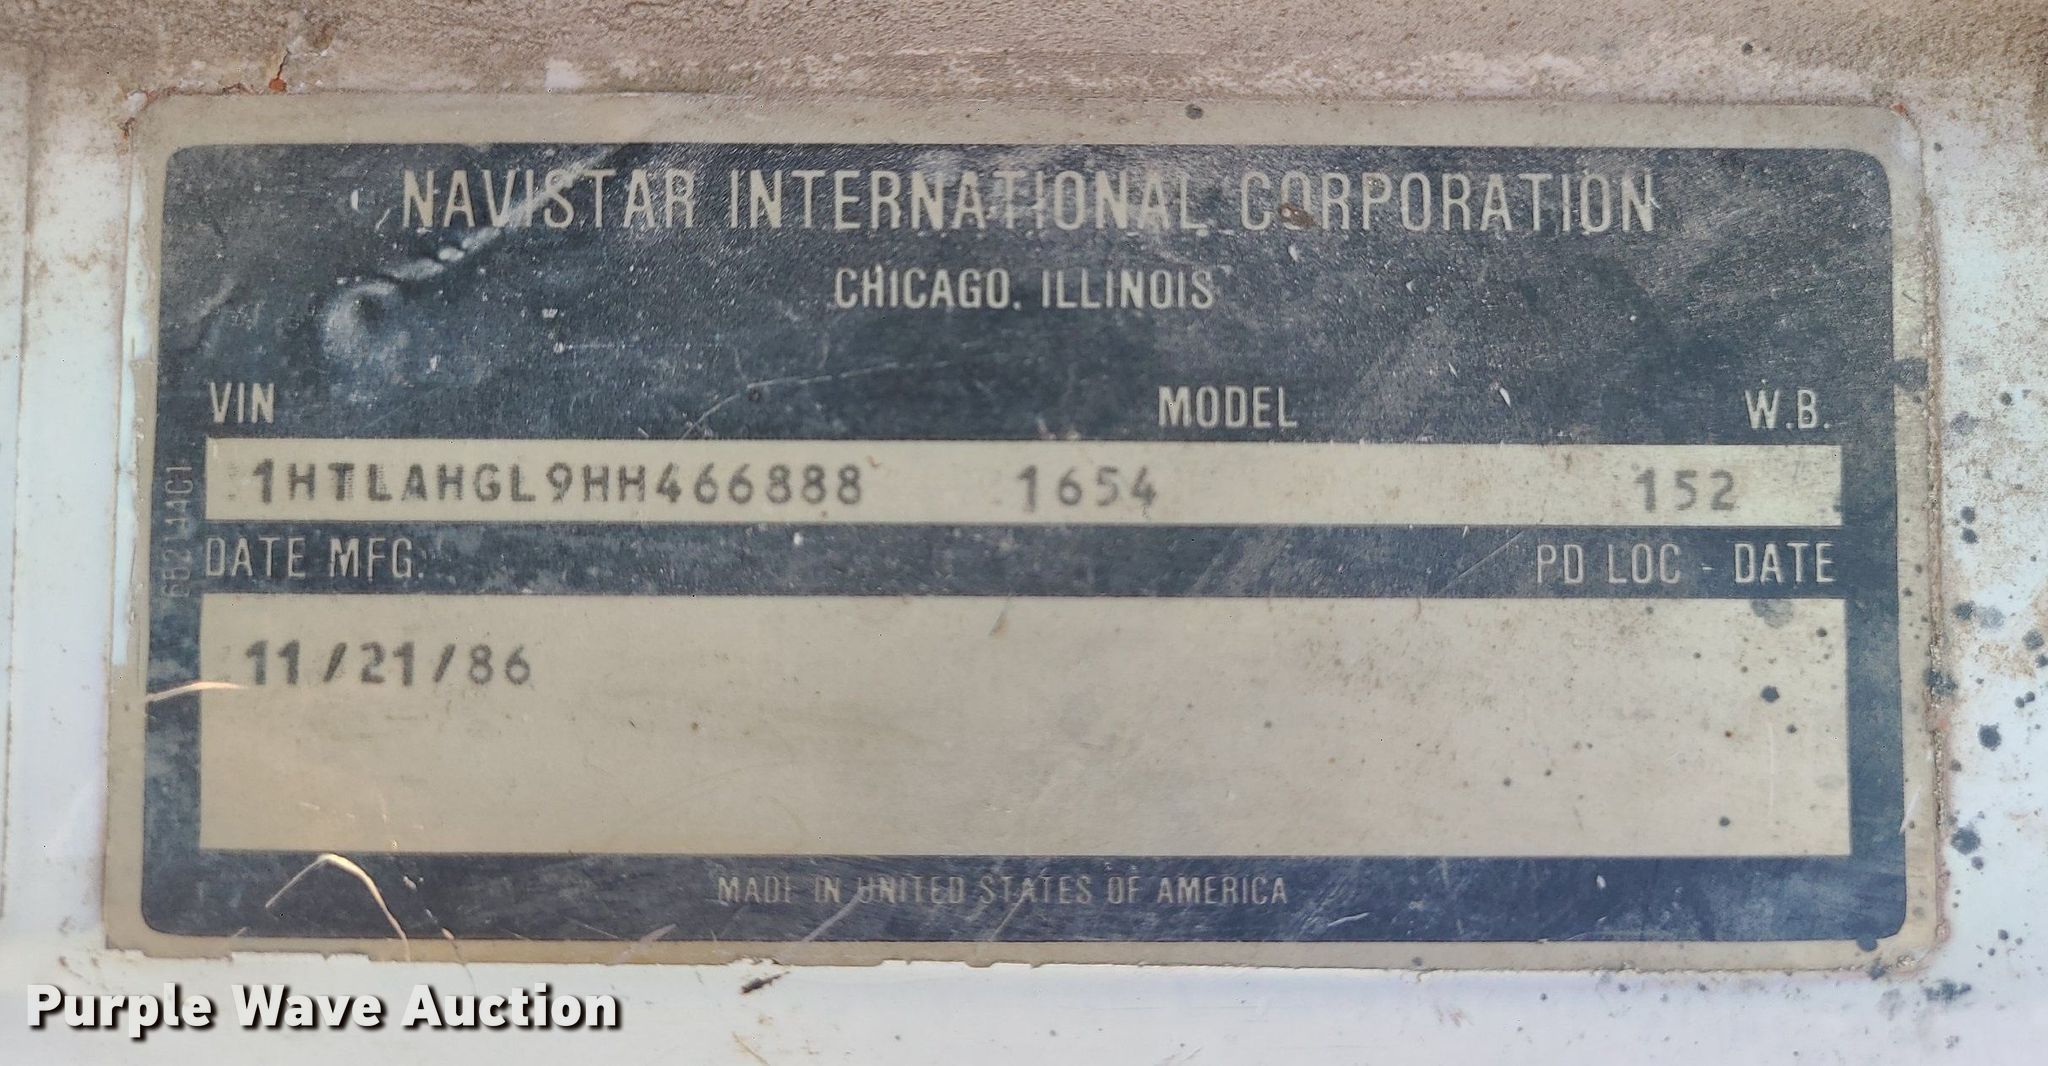 NAVISTAR INTERNATIONAL CORPORATION
CHICAGO, ILLINOIS
VIN MODEL W.B.
1HTLAHGL9HH466888 1654 152
DATE MFG. PD LOC - DATE
11/21/86
MADE IN UNITED STATES OF AMERICA
Purple Wave Auction